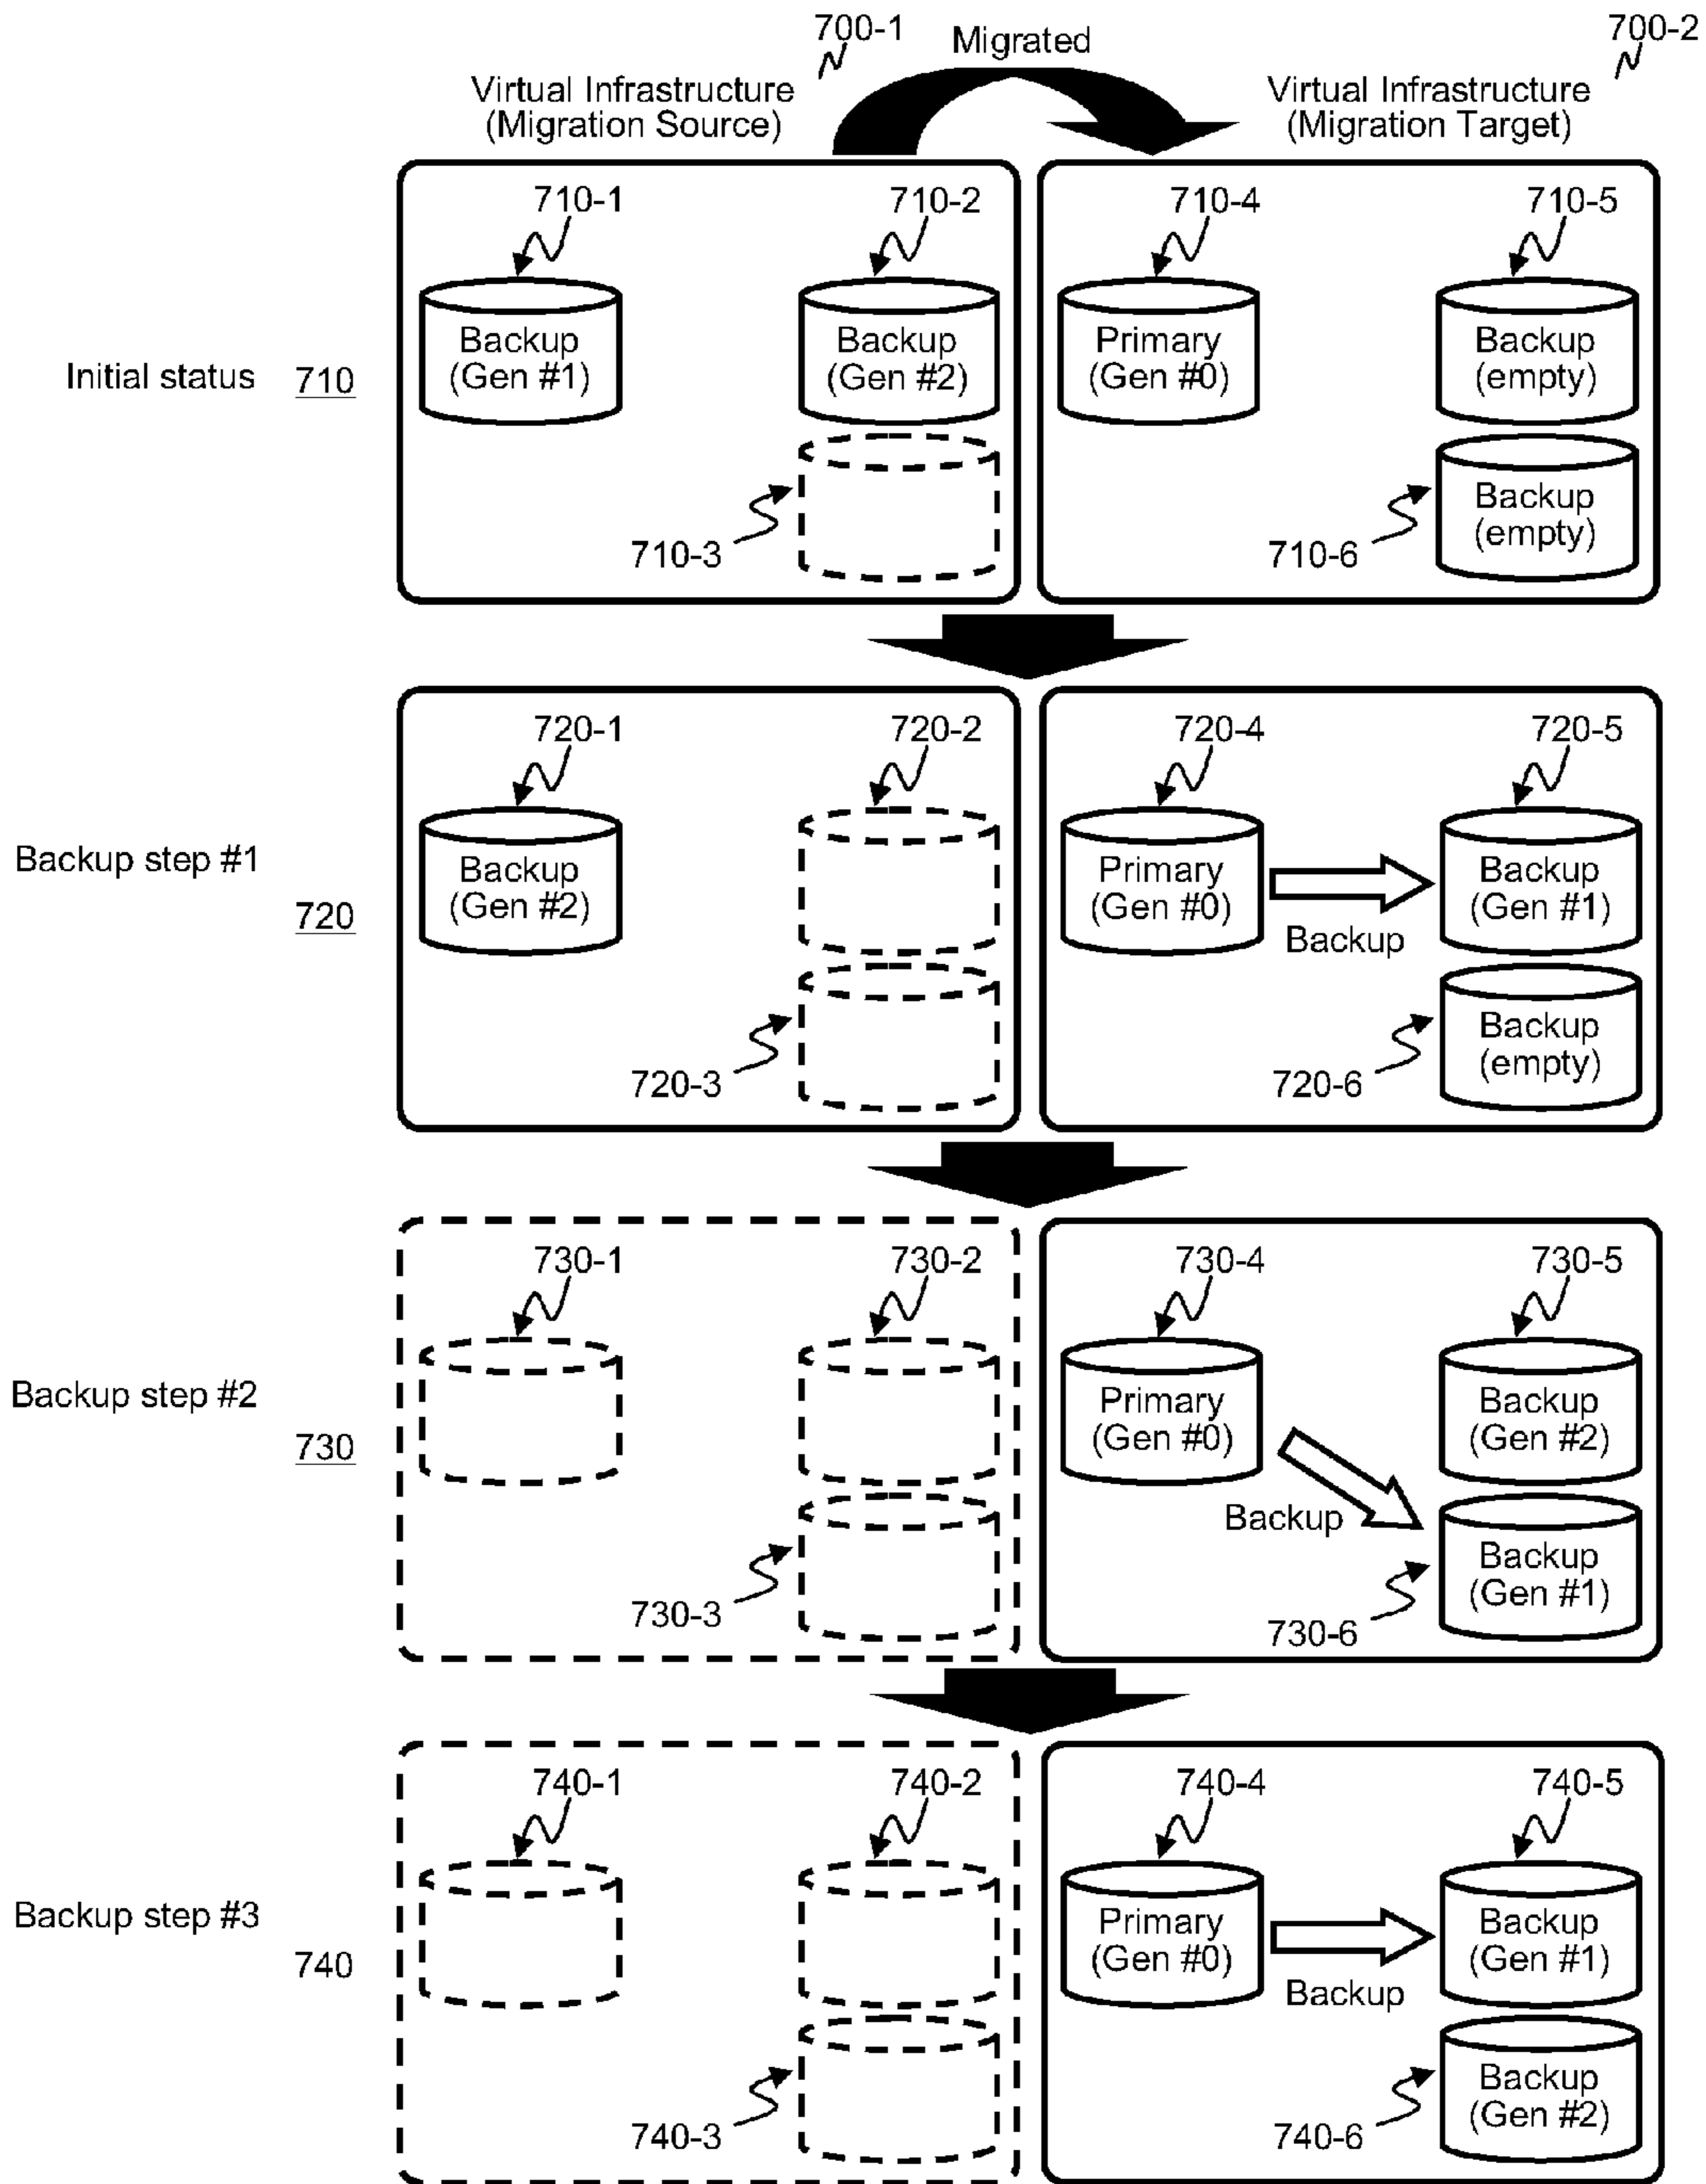 700-1
Migrated
700-2
Virtual Infrastructure
(Migration Source)
Virtual Infrastructure
(Migration Target)
710-1
710-2
710-4
710-5
Initial status
710
Backup
(Gen #1)
Backup
(Gen #2)
Primary
(Gen #0)
Backup
(empty)
710-3
710-6
Backup
(empty)
720-1
720-2
720-4
720-5
Backup step #1
720
Backup
(Gen #2)
Primary
(Gen #0)
Backup
Backup
(Gen #1)
720-3
720-6
Backup
(empty)
730-1
730-2
730-4
730-5
Backup step #2
730
Primary
(Gen #0)
Backup
(Gen #2)
Backup
730-3
730-6
Backup
(Gen #1)
740-1
740-2
740-4
740-5
Backup step #3
740
Primary
(Gen #0)
Backup
Backup
(Gen #1)
740-3
740-6
Backup
(Gen #2)